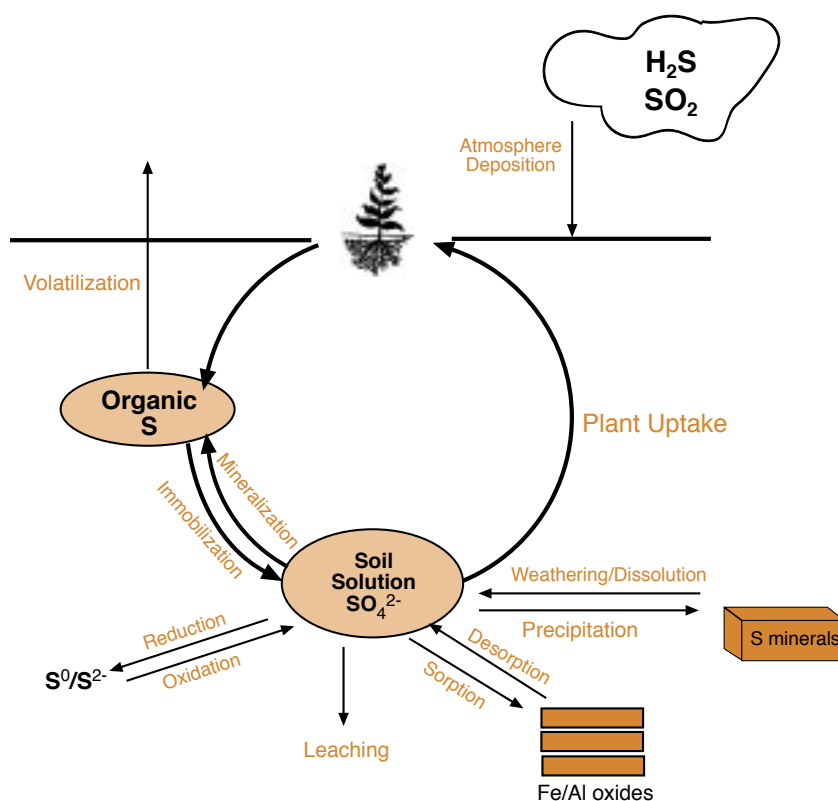 H₂S
SO₂
Atmosphere
Deposition
Volatilization
Organic
S
Plant Uptake
Mineralization
Immobilization
Soil
Solution
SO₄²⁻
Weathering/Dissolution
Precipitation
S minerals
Reduction
Oxidation
S⁰/S²⁻
Desorption
Sorption
Leaching
Fe/Al oxides